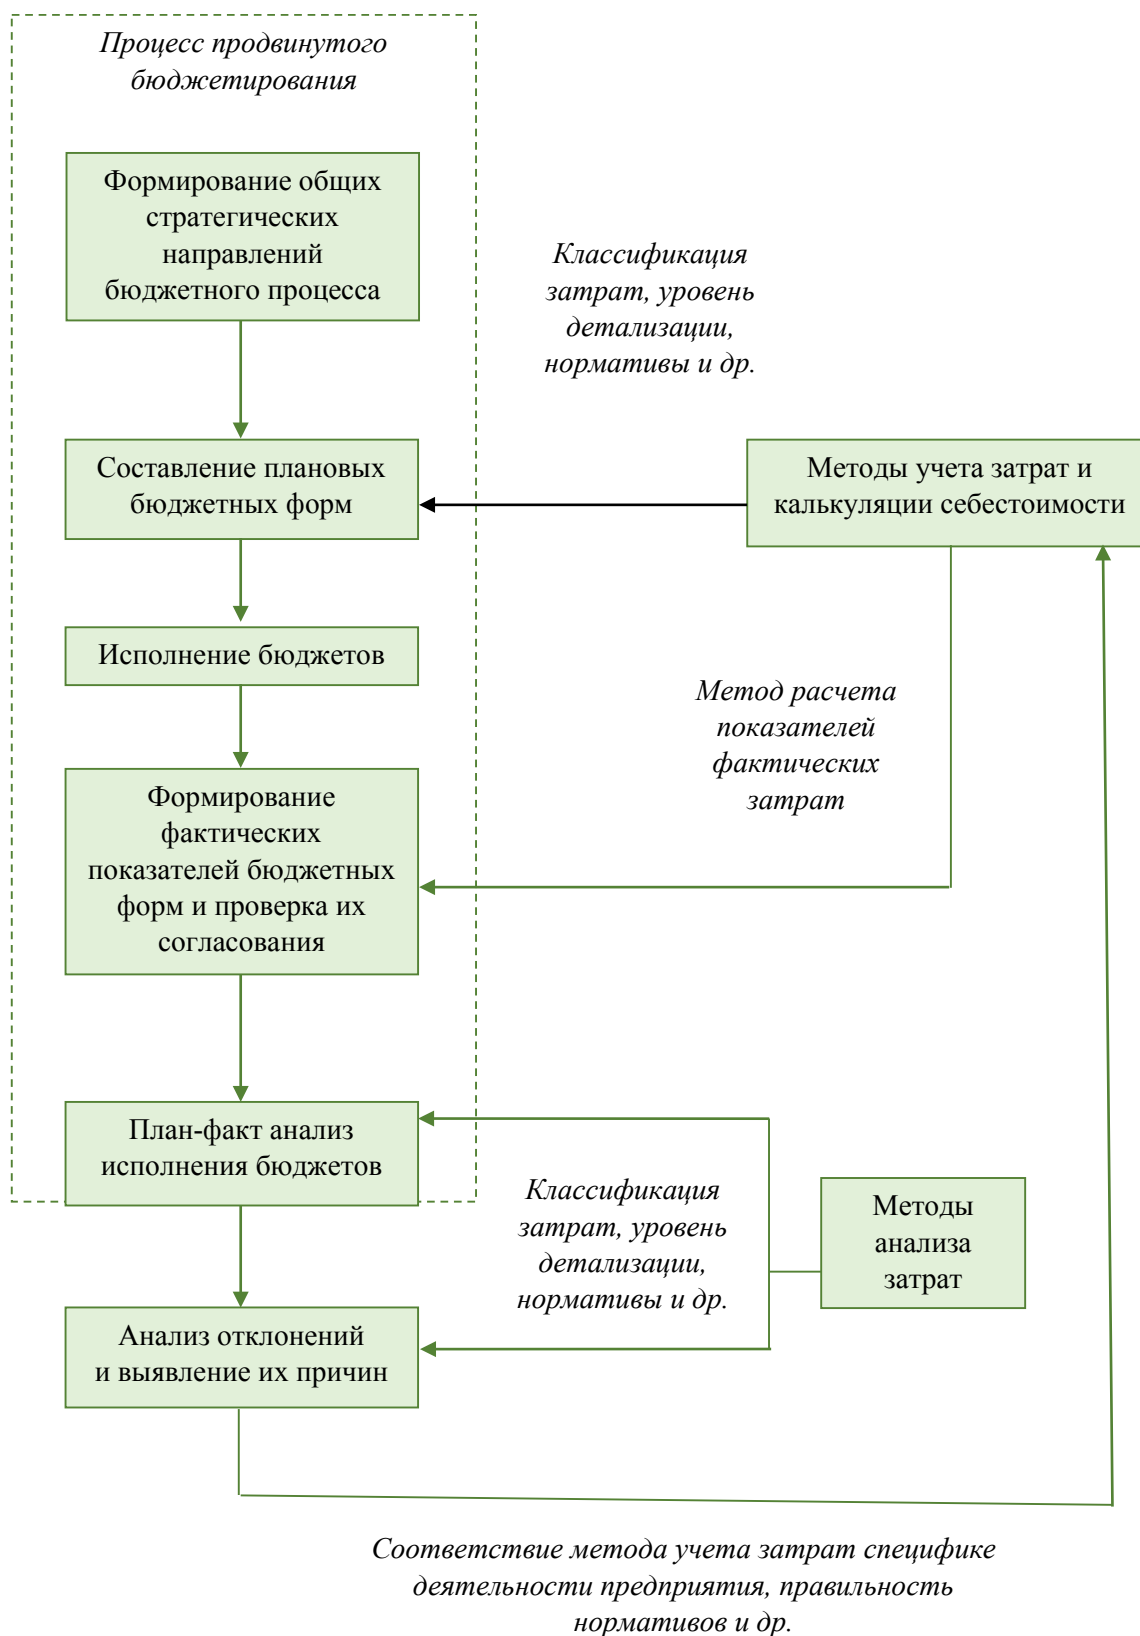 Процесс продвинутого
бюджетирования
Формирование общих
стратегических
направлений
бюджетного процесса
Классификация
затрат, уровень
детализации,
нормативы и др.
Составление плановых
бюджетных форм
Методы учета затрат и
калькуляции себестоимости
Исполнение бюджетов
Метод расчета
показателей
фактических
затрат
Формирование
фактических
показателей бюджетных
форм и проверка их
согласования
План-факт анализ
исполнения бюджетов
Классификация
затрат, уровень
детализации,
нормативы и др.
Методы
анализа
затрат
Анализ отклонений
и выявление их причин
Соответствие метода учета затрат специфике
деятельности предприятия, правильность
нормативов и др.